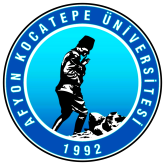 AFYON KOCATEPE ÜNİVERSİTESİ
1992